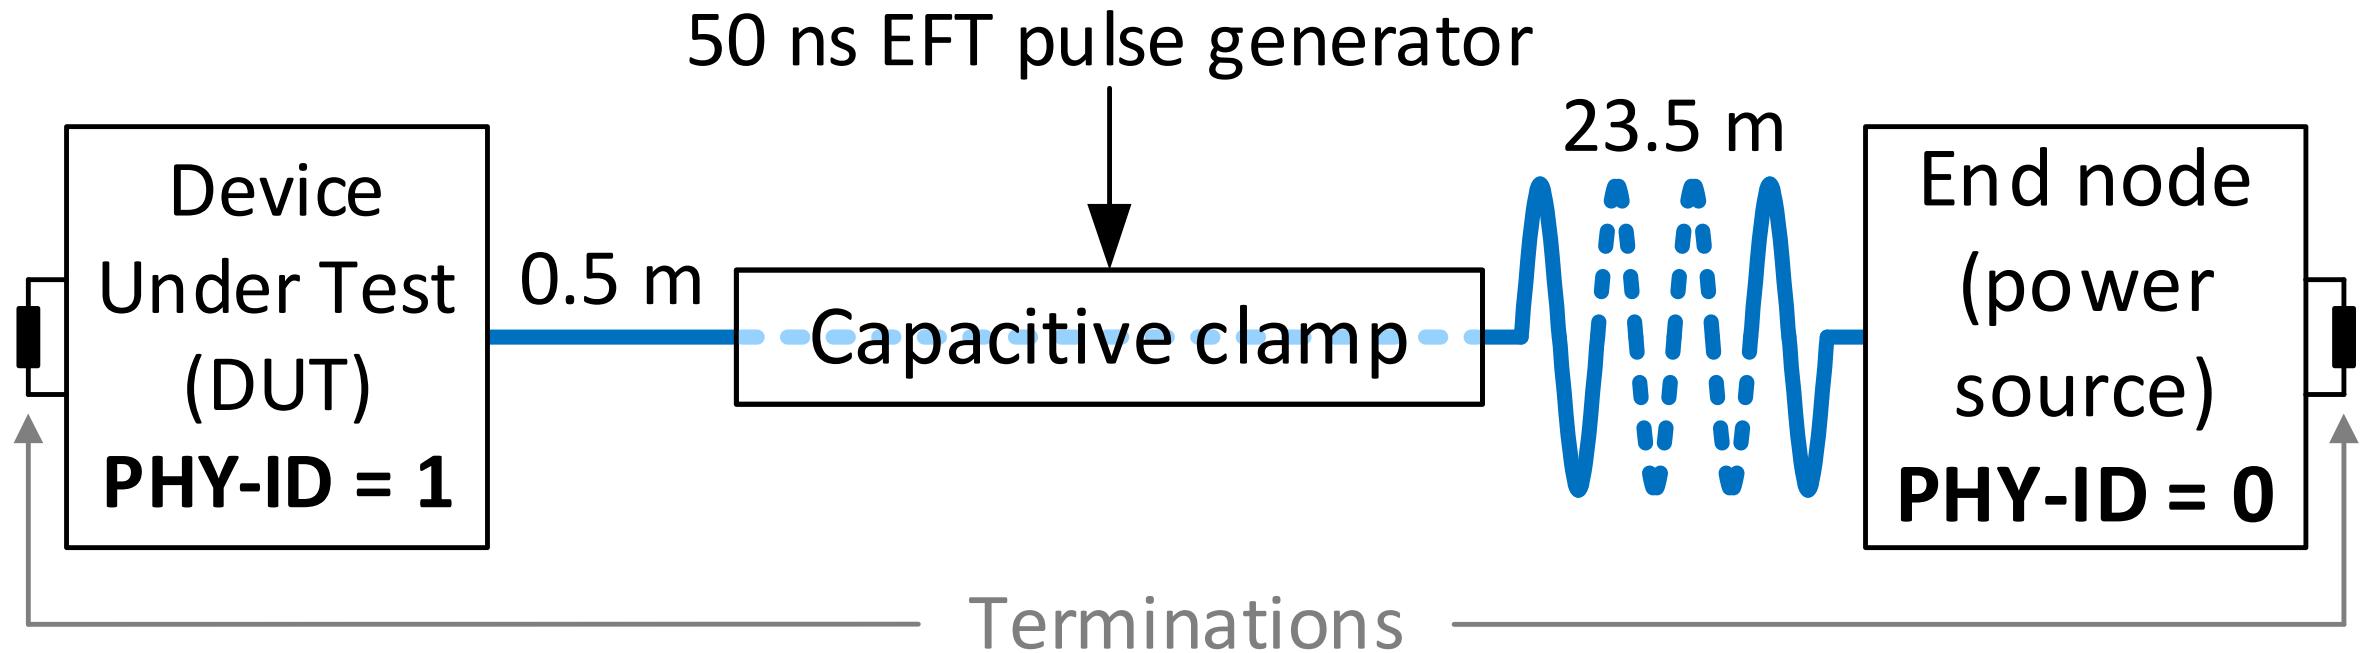 50 ns EFT pulse generator
23.5 m
Device
Under Test
(DUT)
PHY-ID = 1
0.5 m
Capacitive clamp
End node
(power
source)
PHY-ID = 0
Terminations